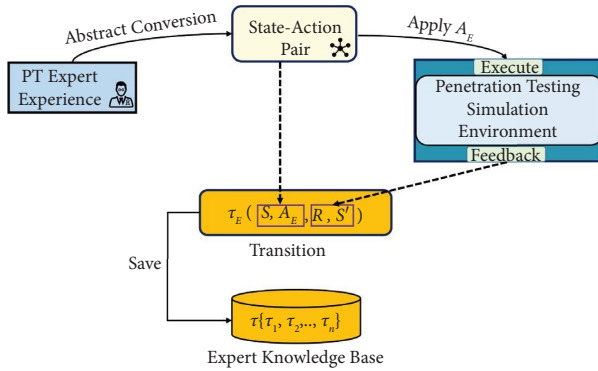 Abstract Conversion
State-Action
Pair
Apply A_E
PT Expert
Experience
Execute
Penetration Testing
Simulation
Environment
Feedback
τ_E ( S, A_E , R , S′ )
Transition
Save
τ{τ_1, τ_2,.., τ_n}
Expert Knowledge Base